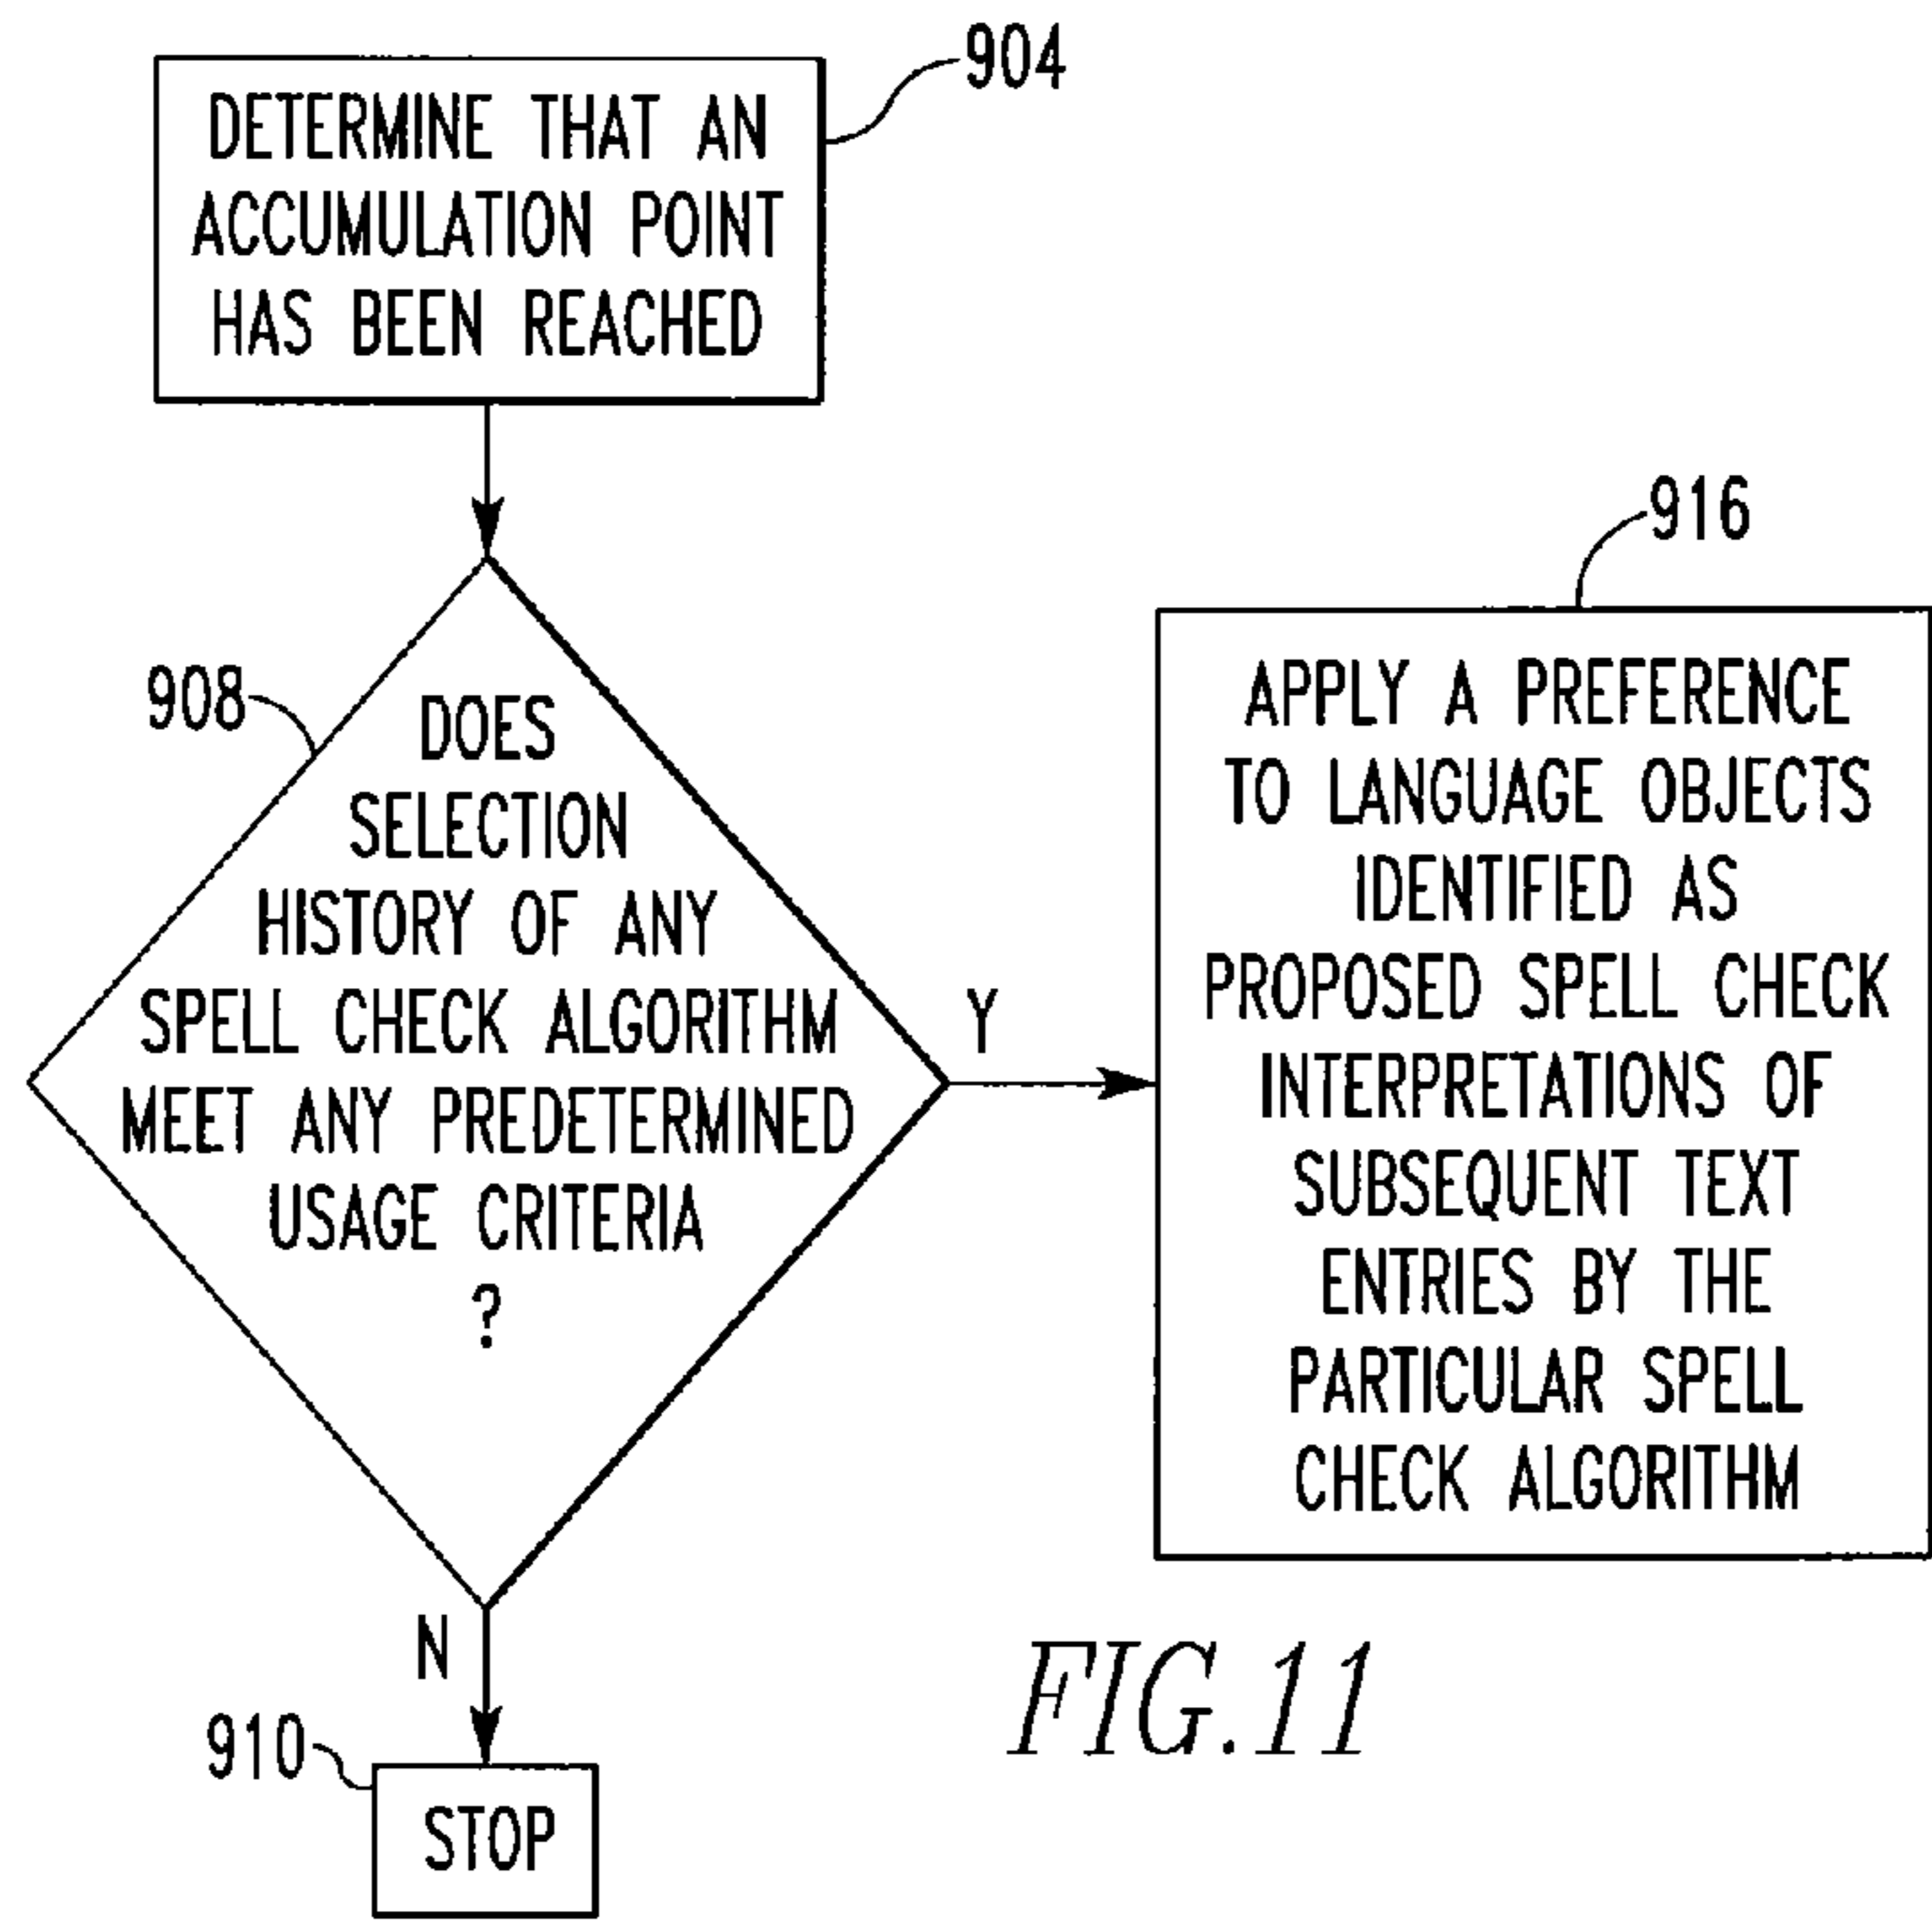 904
DETERMINE THAT AN
ACCUMULATION POINT
HAS BEEN REACHED
908
DOES
SELECTION
HISTORY OF ANY
SPELL CHECK ALGORITHM
MEET ANY PREDETERMINED
USAGE CRITERIA
?
Y
916
APPLY A PREFERENCE
TO LANGUAGE OBJECTS
IDENTIFIED AS
PROPOSED SPELL CHECK
INTERPRETATIONS OF
SUBSEQUENT TEXT
ENTRIES BY THE
PARTICULAR SPELL
CHECK ALGORITHM
N
910
STOP
FIG.11